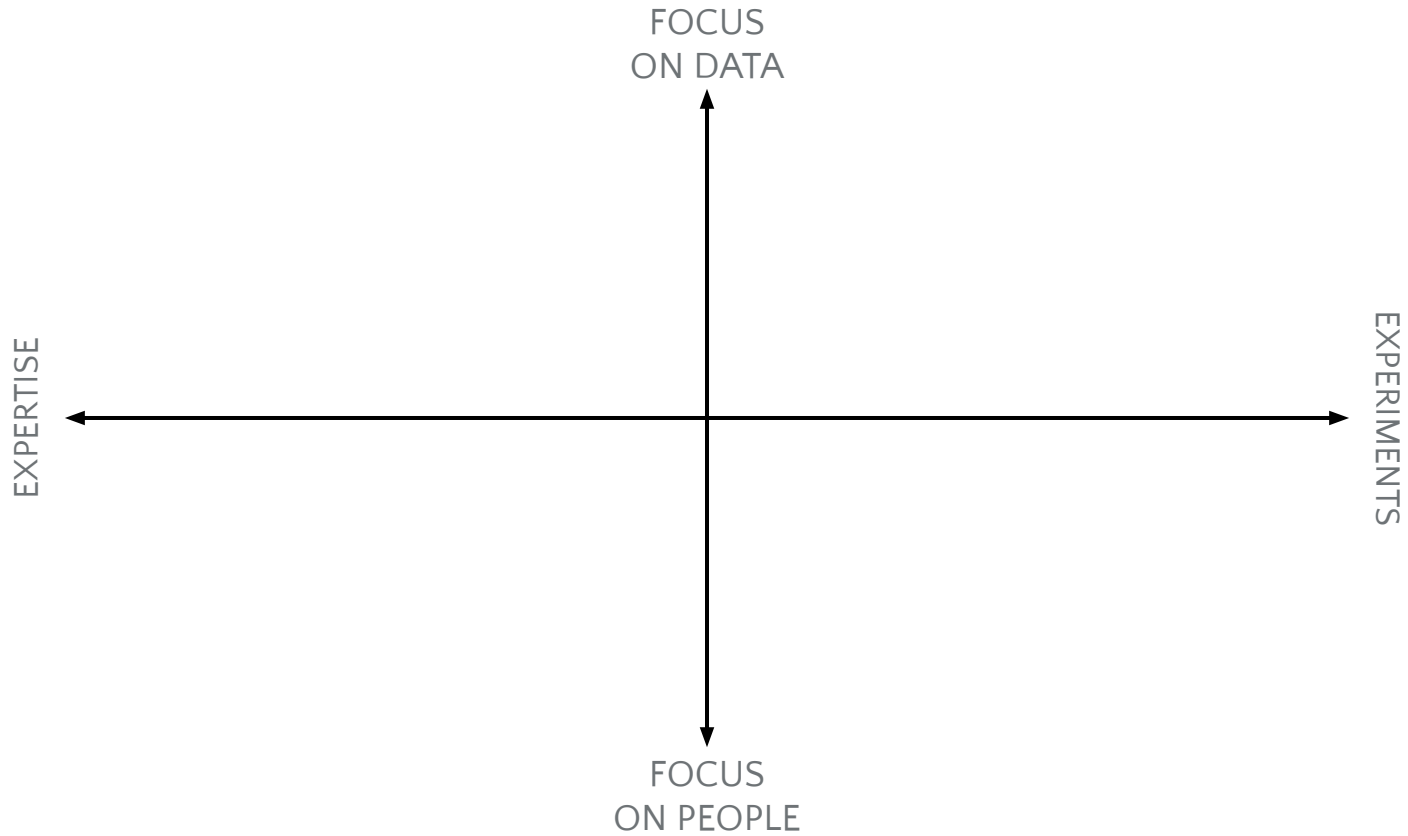 FOCUS
ON DATA
EXPERTISE
EXPERIMENTS
FOCUS
ON PEOPLE